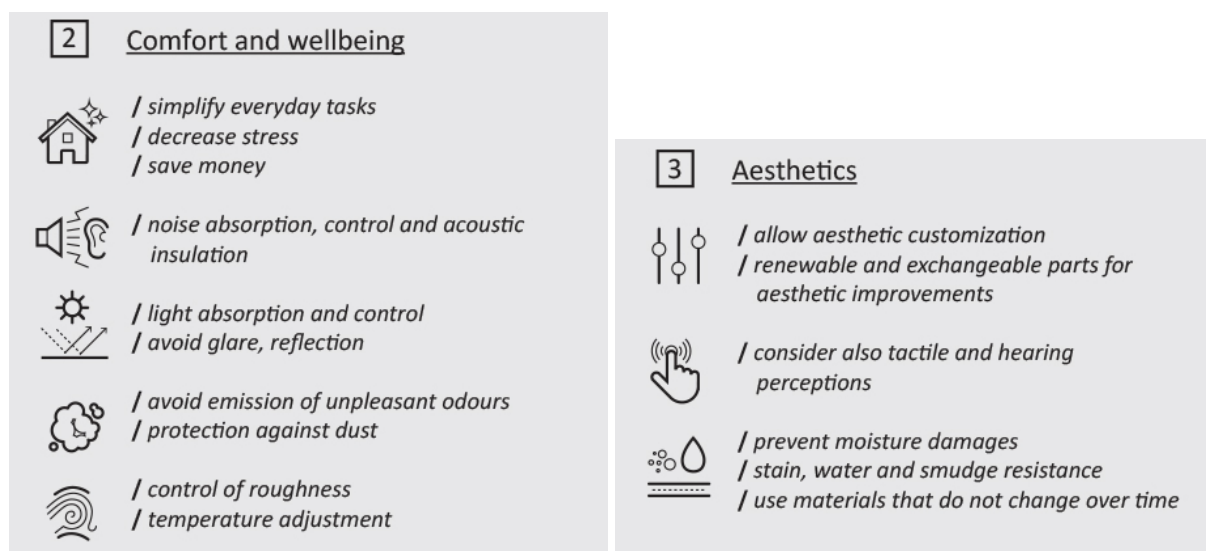 2 Comfort and wellbeing
/ simplify everyday tasks
/ decrease stress
/ save money
/ noise absorption, control and acoustic
insulation
/ light absorption and control
/ avoid glare, reflection
/ avoid emission of unpleasant odours
/ protection against dust
/ control of roughness
/ temperature adjustment
3 Aesthetics
/ allow aesthetic customization
/ renewable and exchangeable parts for
aesthetic improvements
/ consider also tactile and hearing
perceptions
/ prevent moisture damages
/ stain, water and smudge resistance
/ use materials that do not change over time